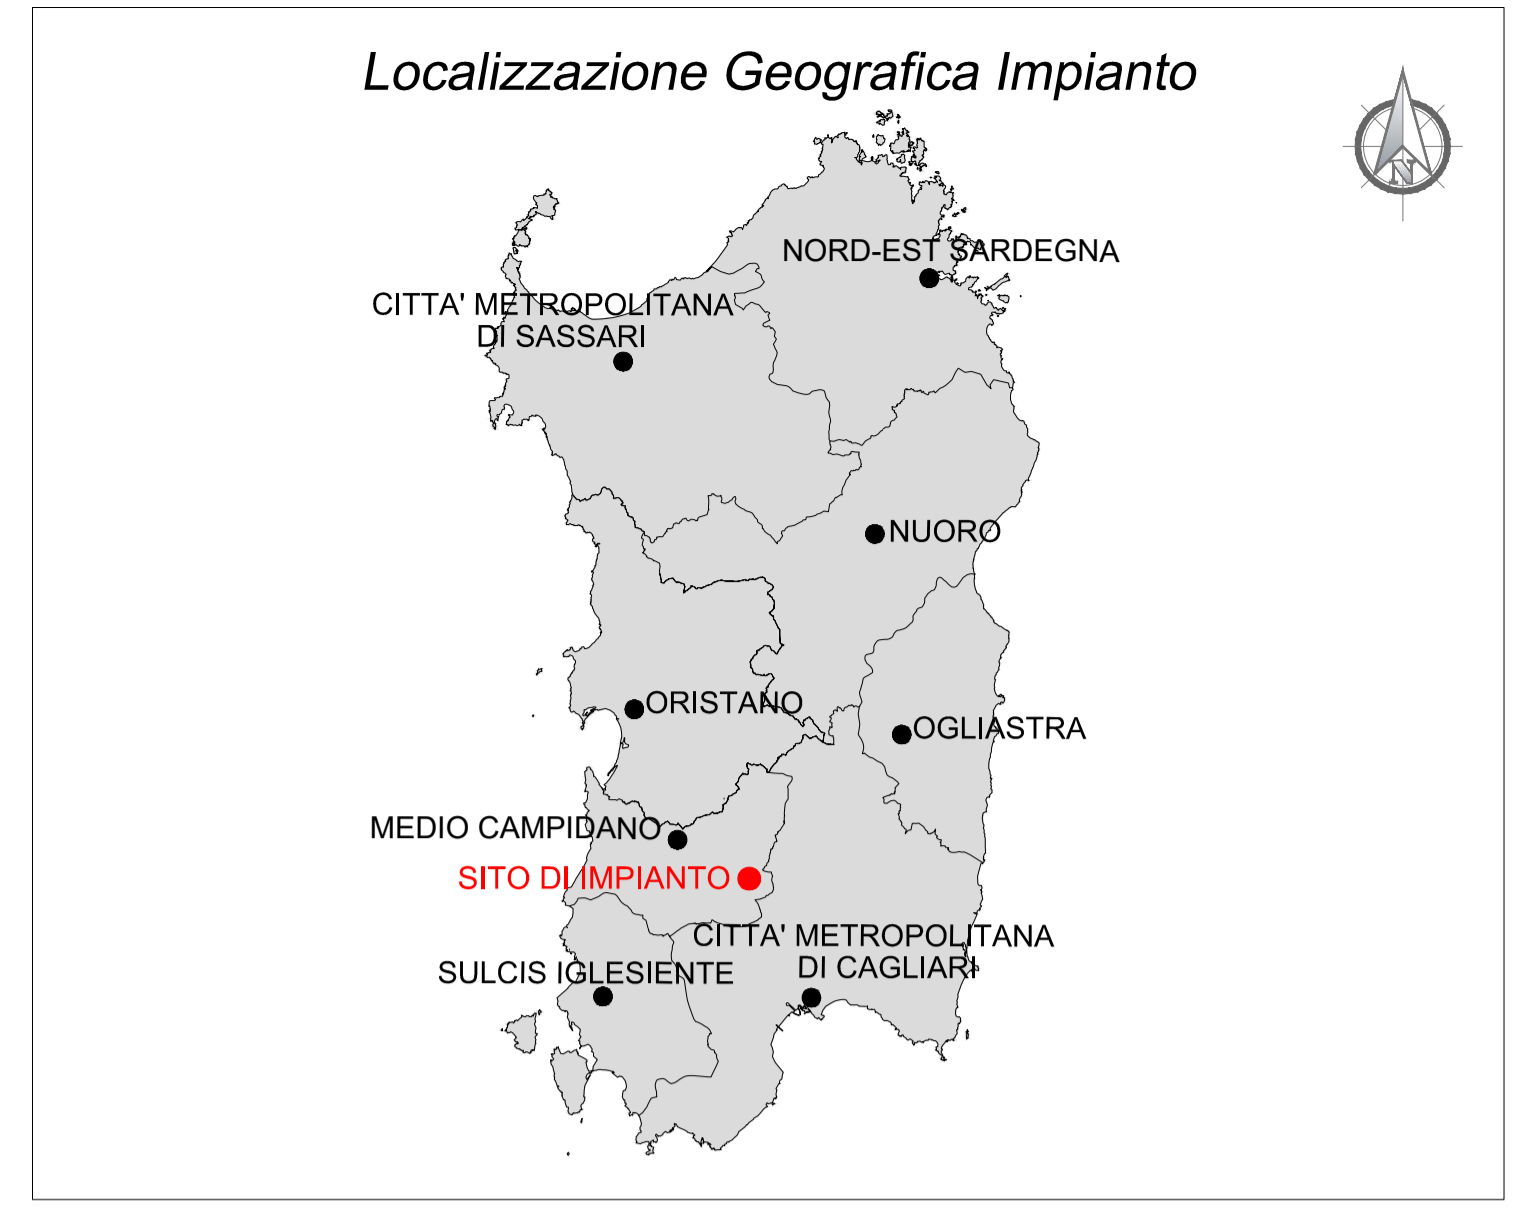 Localizzazione Geografica Impianto
N
NORD-EST SARDEGNA
CITTA' METROPOLITANA
DI SASSARI
NUORO
ORISTANO
OGLIASTRA
MEDIO CAMPIDANO
SITO DI IMPIANTO
CITTA' METROPOLITANA
DI CAGLIARI
SULCIS IGLESIENTE